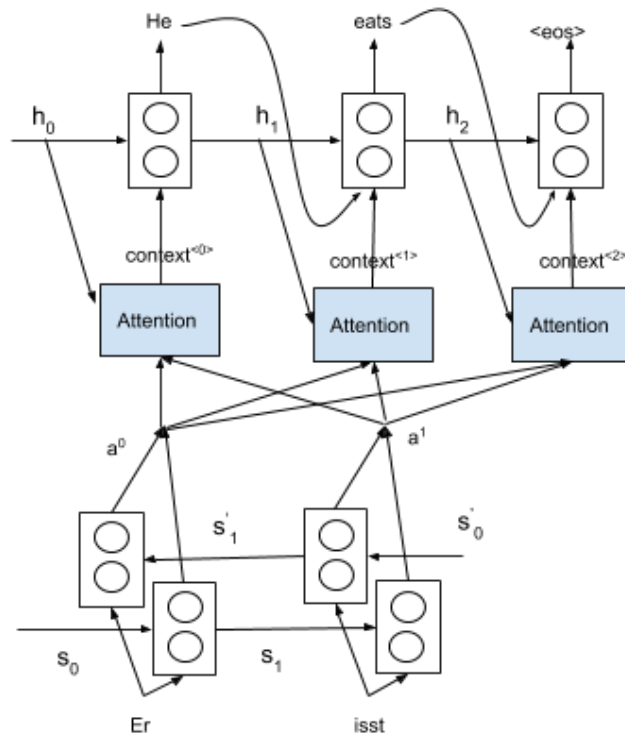 He eats <eos>
h0 h1 h2
context<0> context<1> context<2>
Attention Attention Attention
a0 a1
s'1 s'0
s0 s1
Er isst